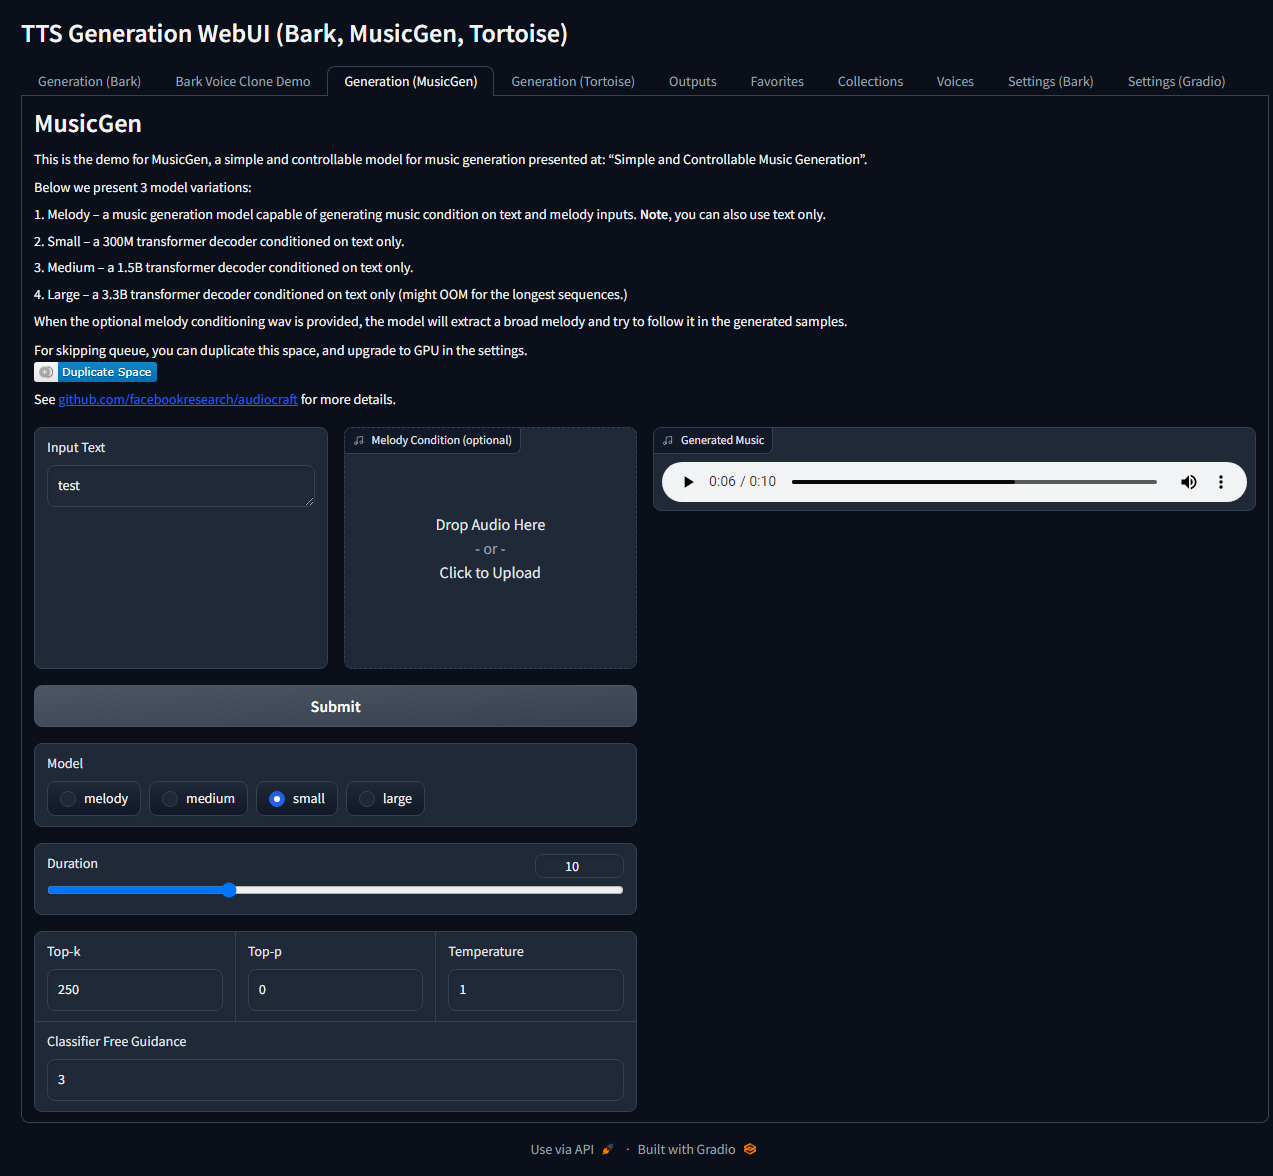 TTS Generation WebUI (Bark, MusicGen, Tortoise)
Generation (Bark) Bark Voice Clone Demo Generation (MusicGen) Generation (Tortoise) Outputs Favorites Collections Voices Settings (Bark) Settings (Gradio)
MusicGen
This is the demo for MusicGen, a simple and controllable model for music generation presented at: “Simple and Controllable Music Generation”.
Below we present 3 model variations:
1. Melody – a music generation model capable of generating music condition on text and melody inputs. Note, you can also use text only.
2. Small – a 300M transformer decoder conditioned on text only.
3. Medium – a 1.5B transformer decoder conditioned on text only.
4. Large – a 3.3B transformer decoder conditioned on text only (might OOM for the longest sequences.)
When the optional melody conditioning wav is provided, the model will extract a broad melody and try to follow it in the generated samples.
For skipping queue, you can duplicate this space, and upgrade to GPU in the settings.
Duplicate Space
See github.com/facebookresearch/audiocraft for more details.
Input Text
test
Melody Condition (optional)
Drop Audio Here
- or -
Click to Upload
Generated Music
0:06 / 0:10
Submit
Model
melody medium small large
Duration
10
Top-k Top-p Temperature
250 0 1
Classifier Free Guidance
3
Use via API · Built with Gradio